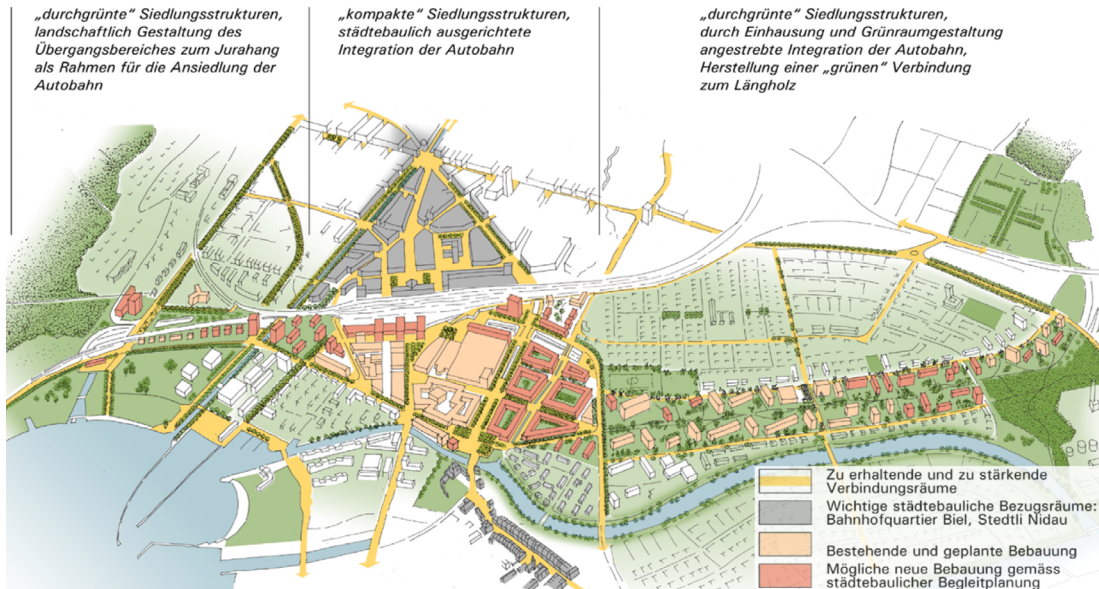 „durchgrünte“ Siedlungsstrukturen,
landschaftlich Gestaltung des
Übergangsbereiches zum Jurahang
als Rahmen für die Ansiedlung der
Autobahn
„kompakte“ Siedlungsstrukturen,
städtebaulich ausgerichtete
Integration der Autobahn
„durchgrünte“ Siedlungsstrukturen,
durch Einhausung und Grünraumgestaltung
angestrebte Integration der Autobahn,
Herstellung einer „grünen“ Verbindung
zum Längholz
Zu erhaltende und zu stärkende
Verbindungsräume
Wichtige städtebauliche Bezugsräume:
Bahnhofquartier Biel, Stedtli Nidau
Bestehende und geplante Bebauung
Mögliche neue Bebauung gemäss
städtebaulicher Begleitplanung